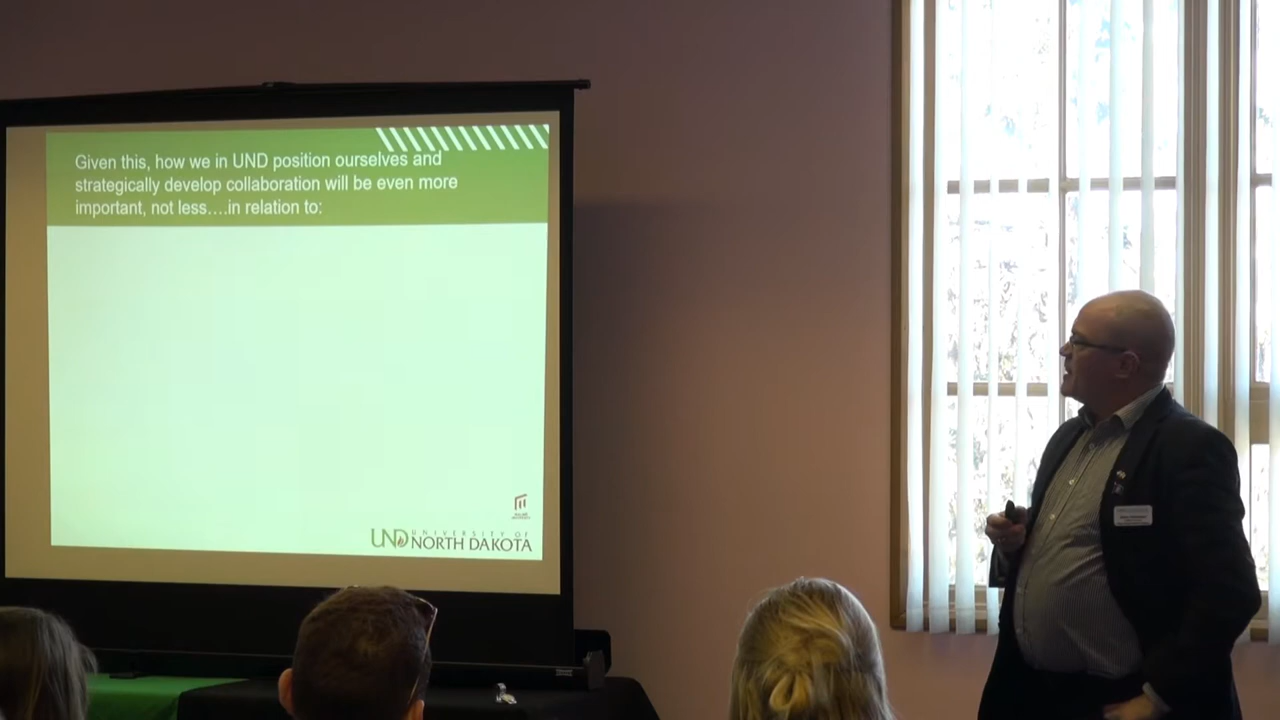 Given this, how we in UND position ourselves and
strategically develop collaboration will be even more
important, not less....in relation to:
UND UNIVERSITY OF
NORTH DAKOTA